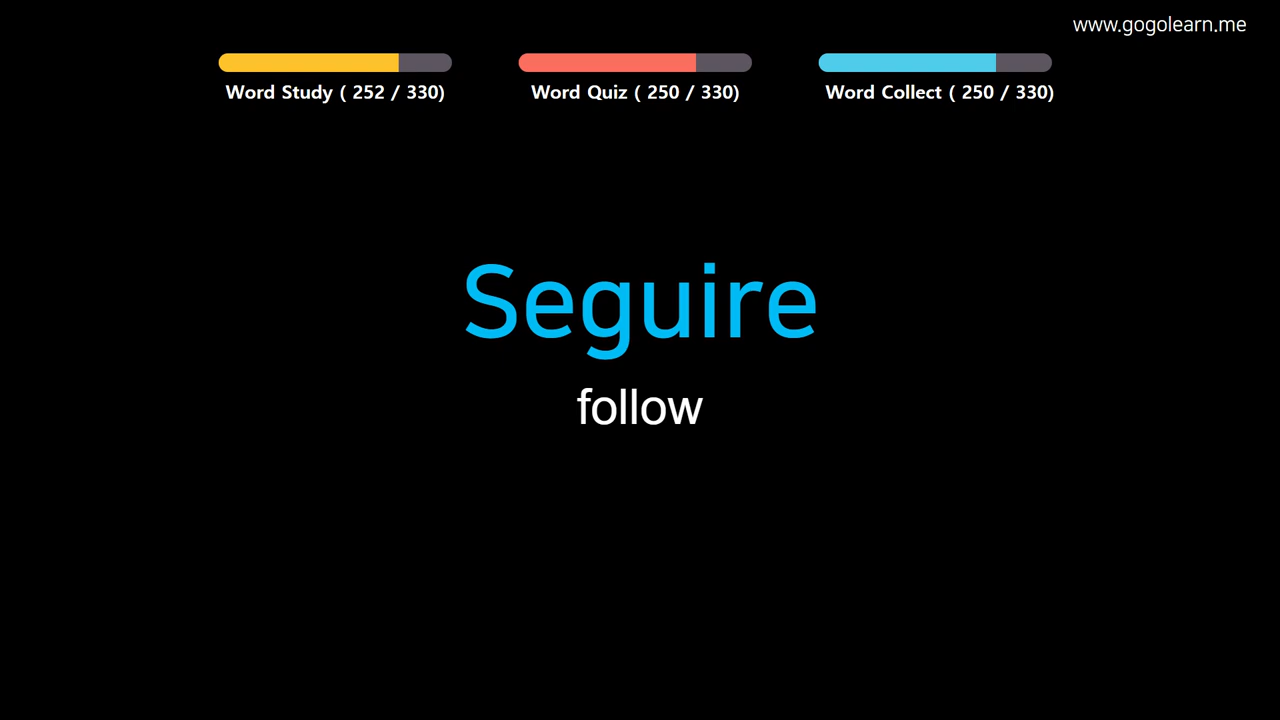 www.gogolearn.me
Word Study ( 252 / 330)
Word Quiz ( 250 / 330)
Word Collect ( 250 / 330)
Seguire
follow